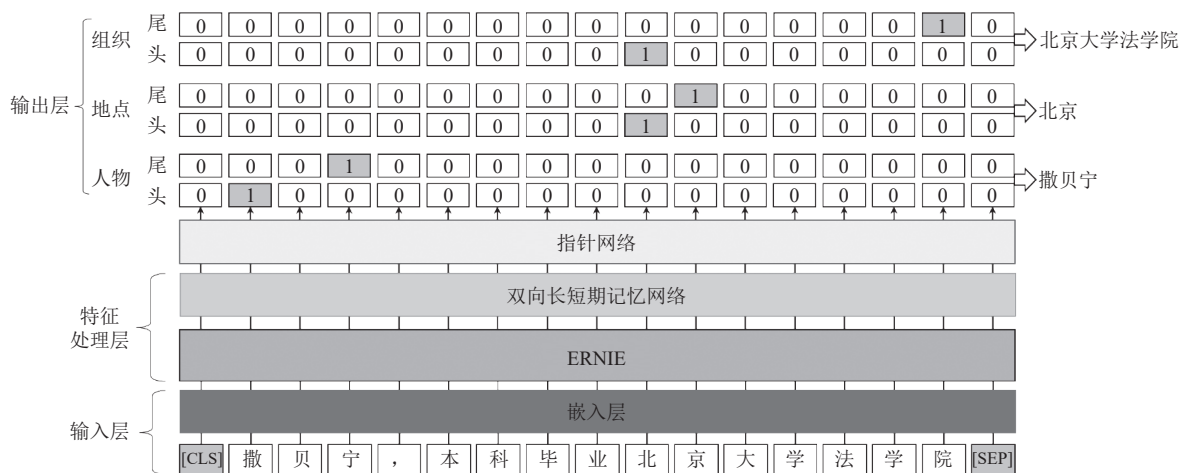 尾 0 0 0 0 0 0 0 0 0 0 0 0 0 0 0 1 0
组织 北京大学法学院
头 0 0 0 0 0 0 0 0 0 1 0 0 0 0 0 0 0
尾 0 0 0 0 0 0 0 0 0 0 1 0 0 0 0 0 0
输出层 地点 北京
头 0 0 0 0 0 0 0 0 0 1 0 0 0 0 0 0 0
尾 0 0 0 1 0 0 0 0 0 0 0 0 0 0 0 0 0
人物 撒贝宁
头 0 1 0 0 0 0 0 0 0 0 0 0 0 0 0 0 0
指针网络
双向长短期记忆网络
特征
处理层
ERNIE
嵌入层
输入层
[CLS] 撒 贝 宁 , 本 科 毕 业 北 京 大 学 法 学 院 [SEP]